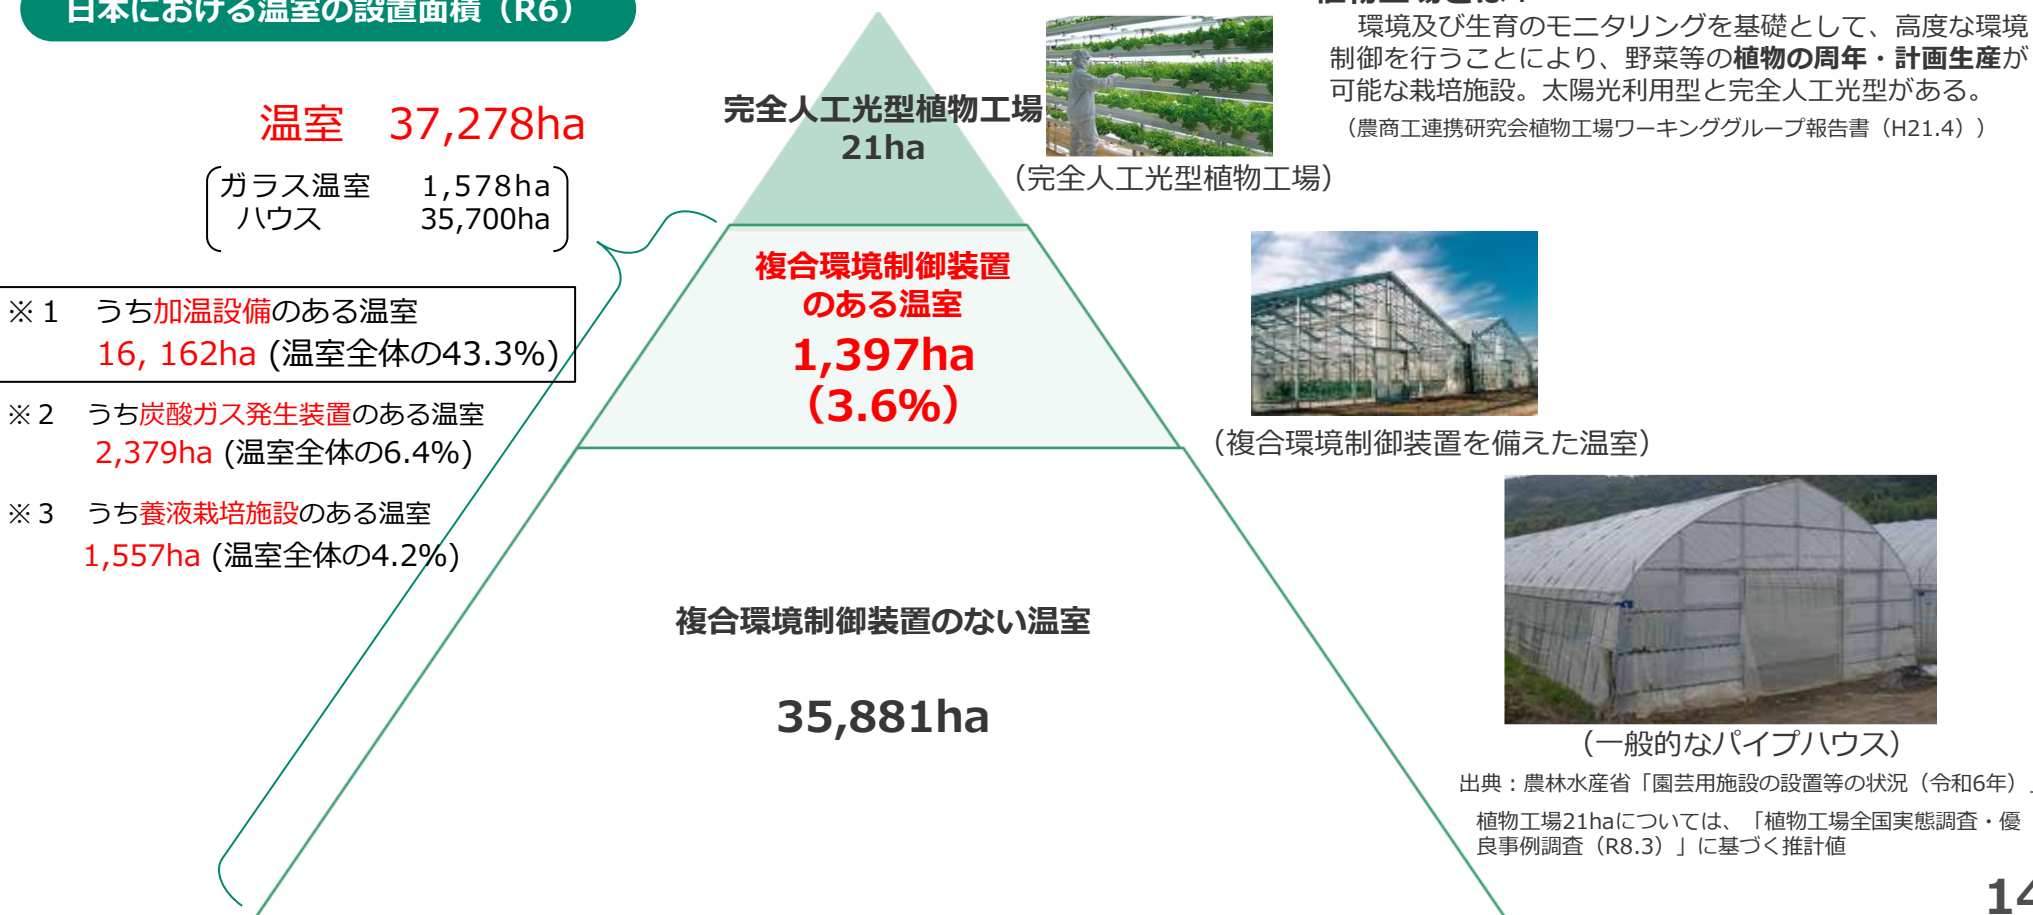 日本における温室の設置面積（R6）
温室　37,278ha
ガラス温室　1,578ha
ハウス　35,700ha
※１　うち加温設備のある温室
16, 162ha (温室全体の43.3%)
※２　うち炭酸ガス発生装置のある温室
2,379ha (温室全体の6.4%)
※３　うち養液栽培施設のある温室
1,557ha (温室全体の4.2%)
完全人工光型植物工場
21ha
複合環境制御装置
のある温室
1,397ha
（3.6%）
複合環境制御装置のない温室
35,881ha
環境及び生育のモニタリングを基礎として、高度な環境
制御を行うことにより、野菜等の植物の周年・計画生産が
可能な栽培施設。太陽光利用型と完全人工光型がある。
（農商工連携研究会植物工場ワーキンググループ報告書（H21.4））
（完全人工光型植物工場）
（複合環境制御装置を備えた温室）
（一般的なパイプハウス）
出典：農林水産省「園芸用施設の設置等の状況（令和6年）」
植物工場21haについては、「植物工場全国実態調査・優
良事例調査（R8.3）」に基づく推計値
14